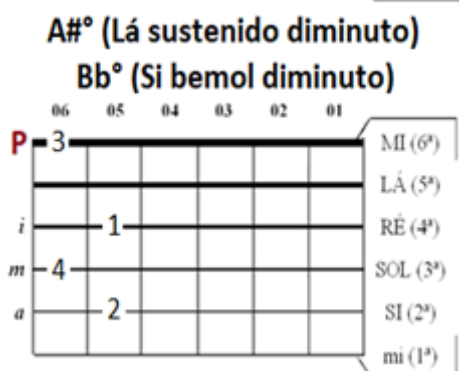 A#° (Lá sustenido diminuto)
Bb° (Si bemol diminuto)
06 05 04 03 02 01
P 3 MI (6ª)
LÁ (5ª)
i 1 RÉ (4ª)
m 4 SOL (3ª)
a 2 SI (2ª)
mi (1ª)